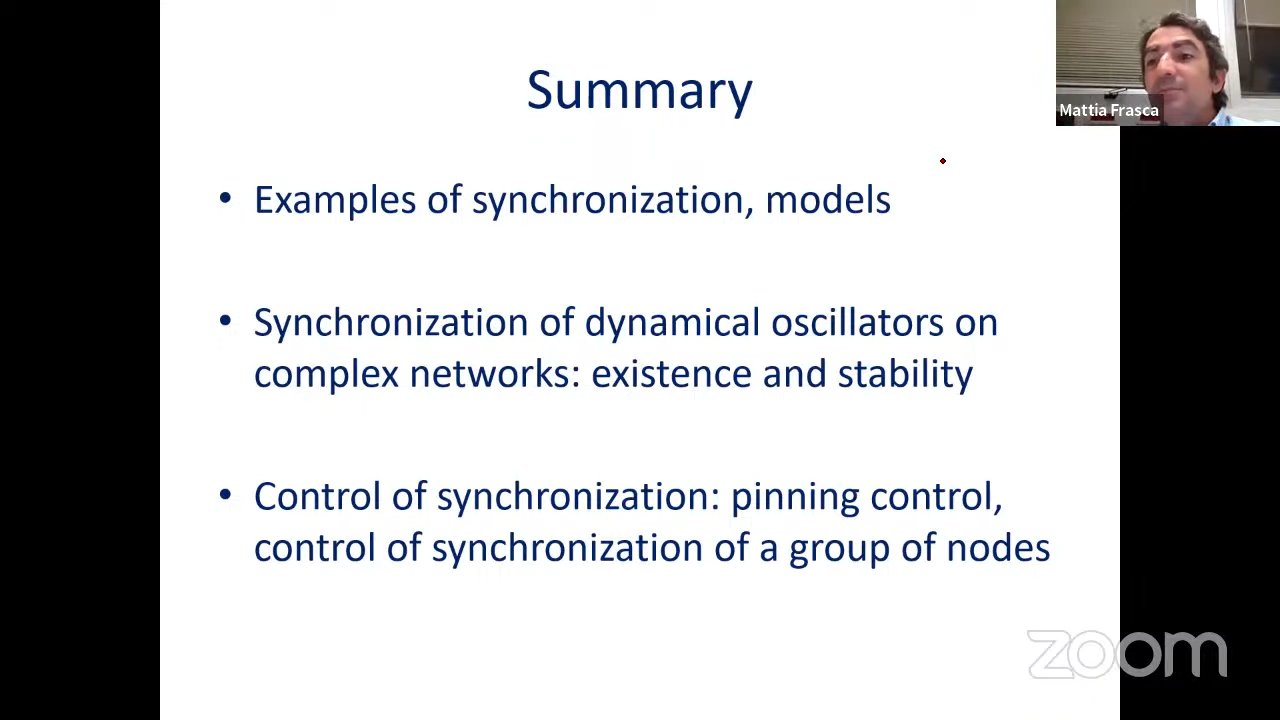 Summary
Mattia Frasca
• Examples of synchronization, models
• Synchronization of dynamical oscillators on
complex networks: existence and stability
• Control of synchronization: pinning control,
control of synchronization of a group of nodes
zoom